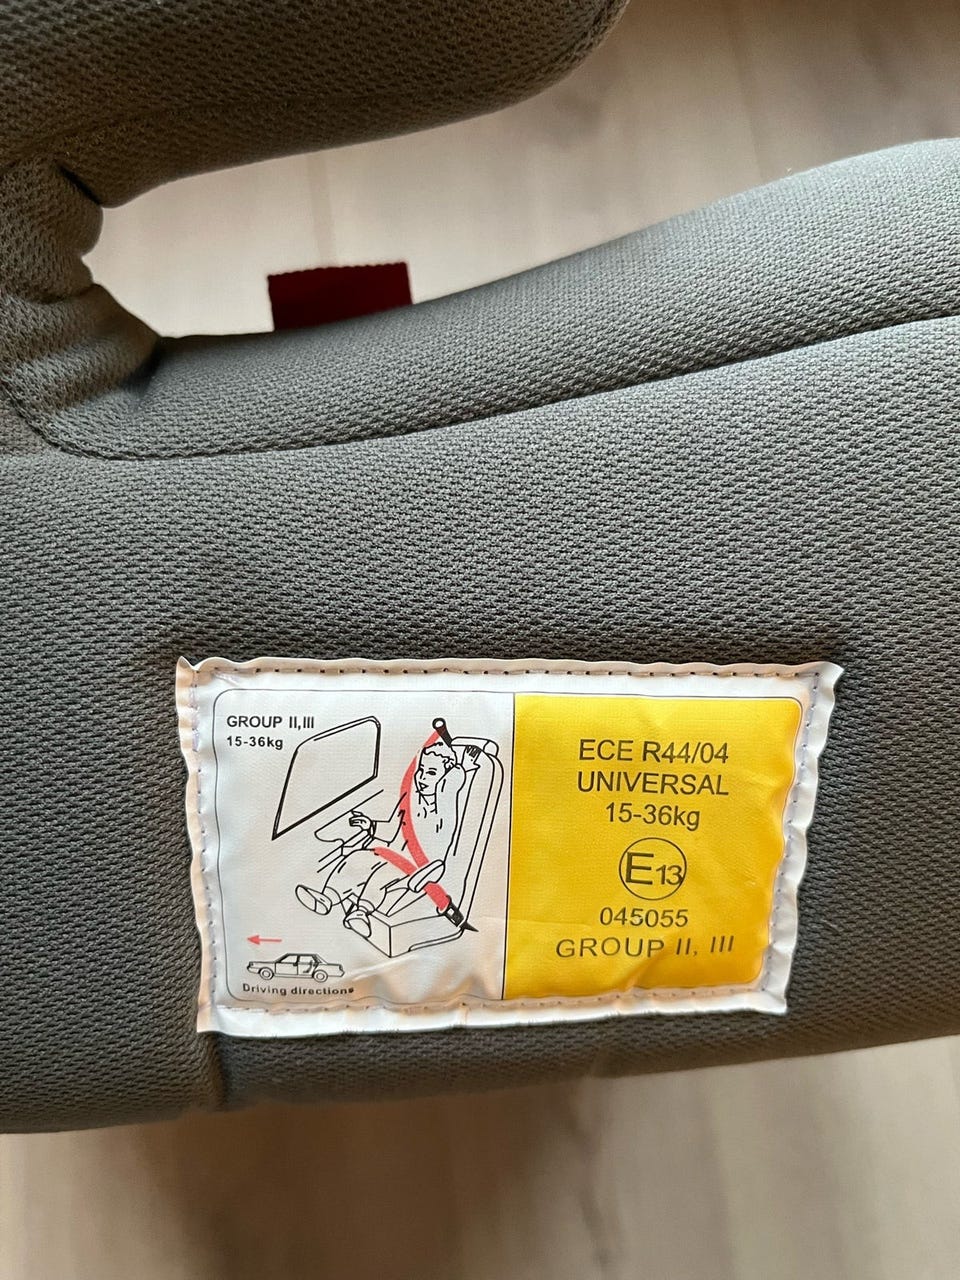 GROUP II,III
15-36kg
Driving directions
ECE R44/04
UNIVERSAL
15-36kg
E13
045055
GROUP II, III